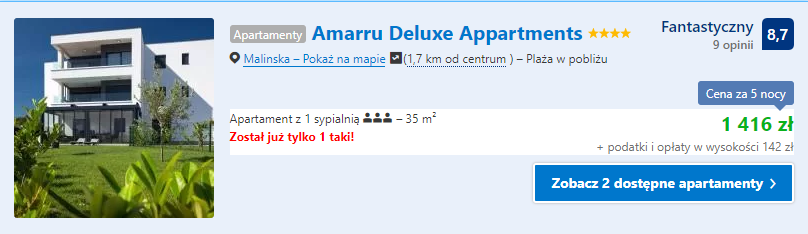 Apartamenty Amarru Deluxe Appartments
Fantastyczny 8,7
9 opinii
Malinska – Pokaż na mapie (1,7 km od centrum ) – Plaża w pobliżu
Cena za 5 nocy
Apartament z 1 sypialnią – 35 m²
1 416 zł
Został już tylko 1 taki!
+ podatki i opłaty w wysokości 142 zł
Zobacz 2 dostępne apartamenty